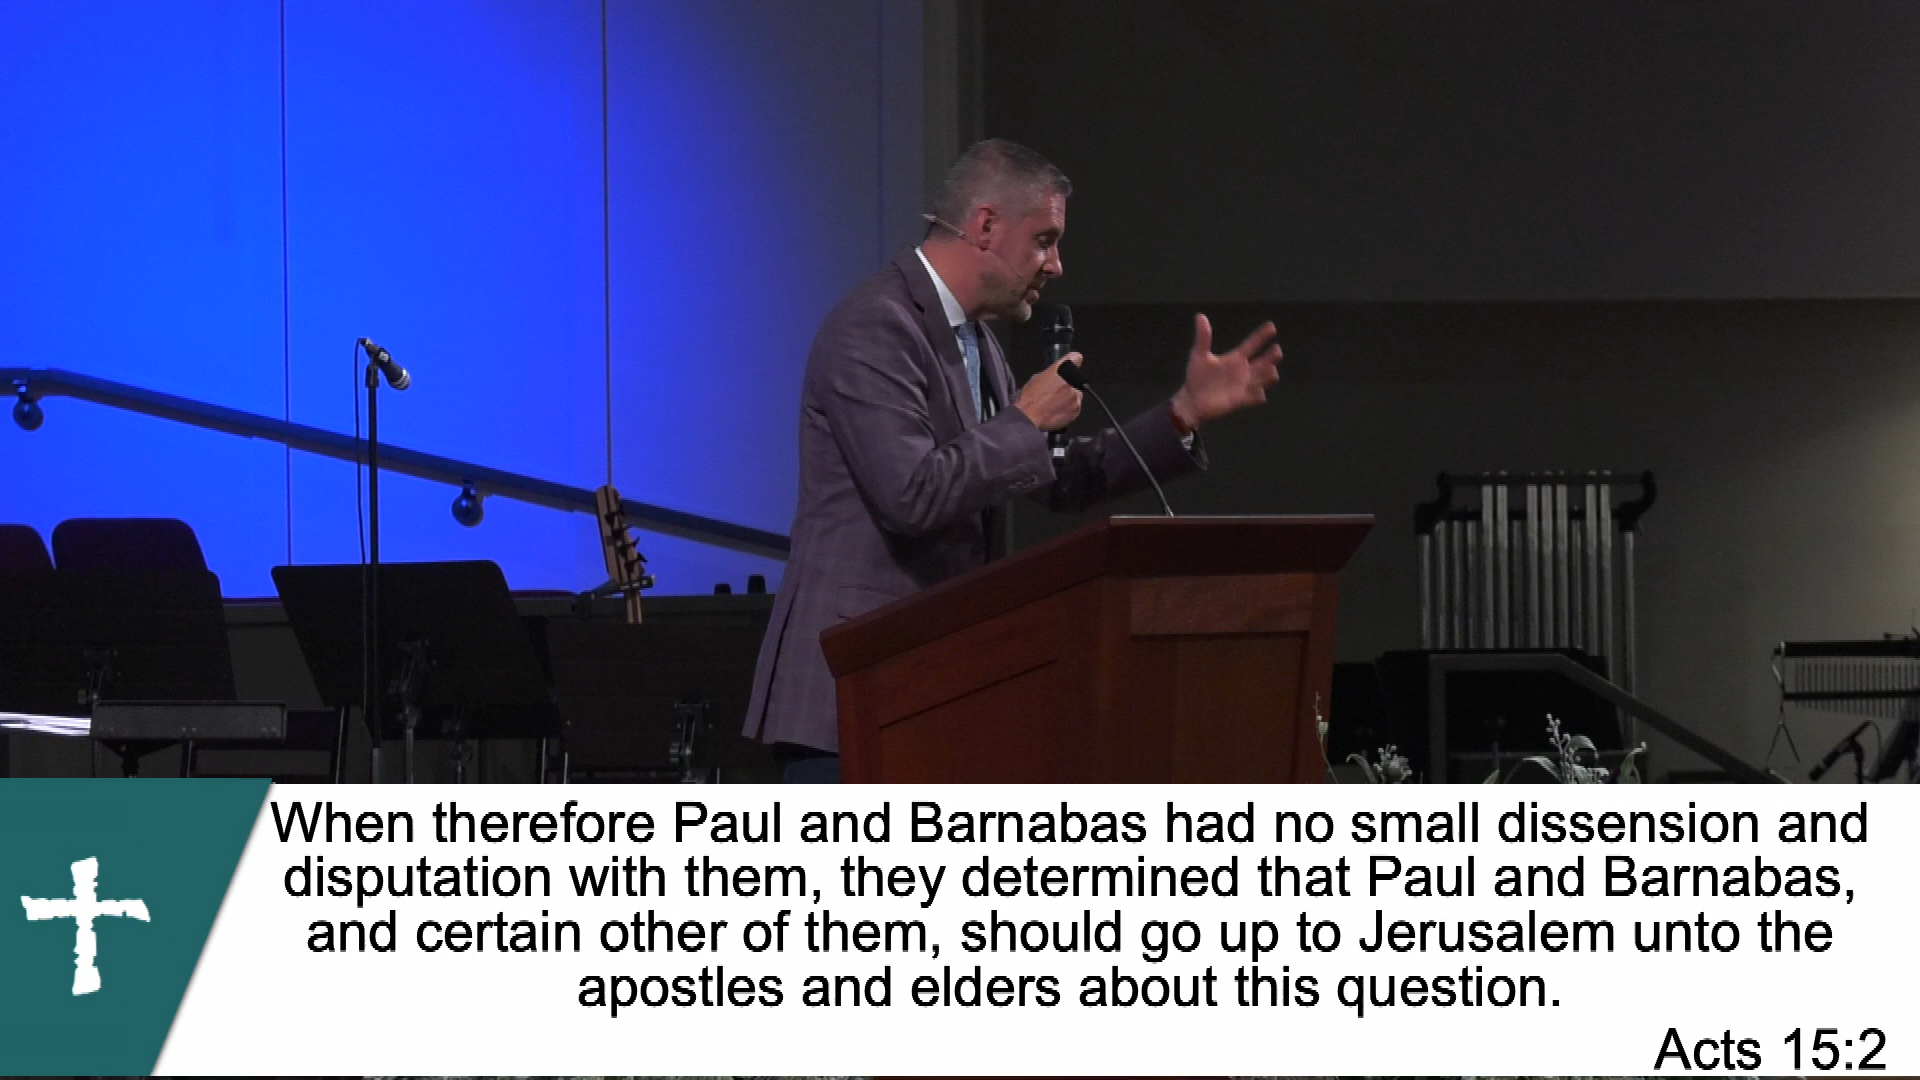 When therefore Paul and Barnabas had no small dissension and
disputation with them, they determined that Paul and Barnabas,
and certain other of them, should go up to Jerusalem unto the
apostles and elders about this question.
Acts 15:2